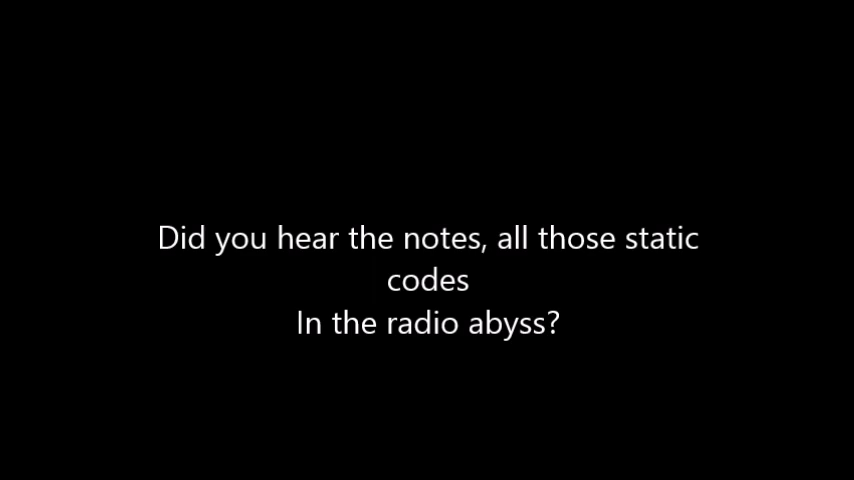 Did you hear the notes, all those static
codes
In the radio abyss?